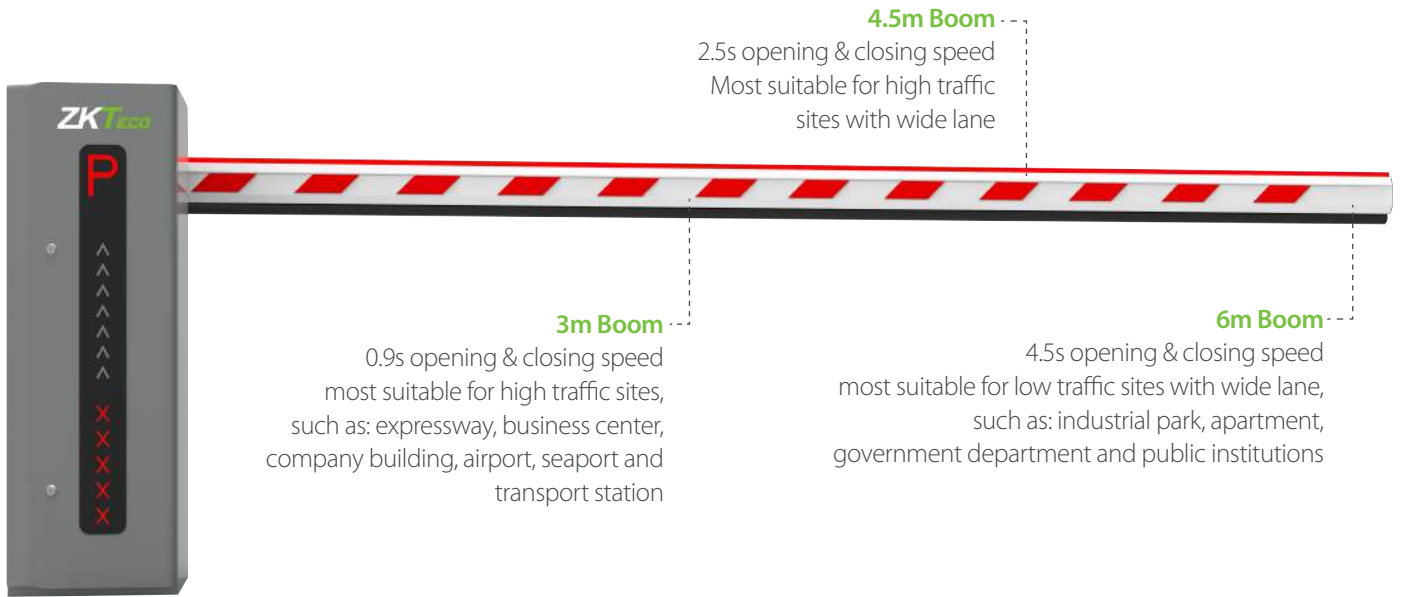 4.5m Boom
2.5s opening & closing speed
Most suitable for high traffic
sites with wide lane
ZKTECO
P
X
X
X
X
X
3m Boom
0.9s opening & closing speed
most suitable for high traffic sites,
such as: expressway, business center,
company building, airport, seaport and
transport station
6m Boom
4.5s opening & closing speed
most suitable for low traffic sites with wide lane,
such as: industrial park, apartment,
government department and public institutions